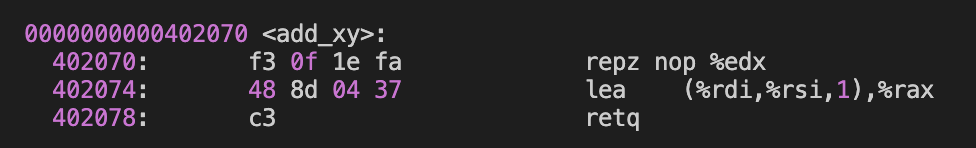 0000000000402070 <add_xy>:
402070: f3 0f 1e fa repz nop %edx
402074: 48 8d 04 37 lea (%rdi,%rsi,1),%rax
402078: c3 retq